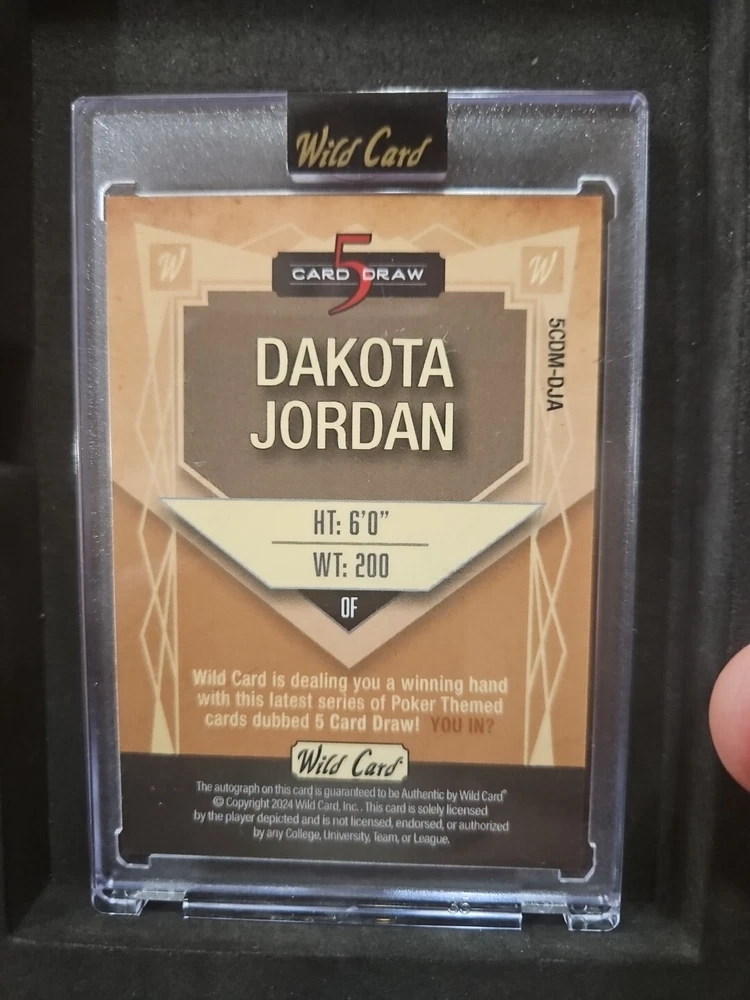 Wild Card
W
W
5
CARD DRAW
5CDM-DJA
DAKOTA
JORDAN
HT: 6'0"
WT: 200
OF
Wild Card is dealing you a winning hand
with this latest series of Poker Themed
cards dubbed 5 Card Draw! YOU IN?
Wild Card
The autograph on this card is guaranteed to be Authentic by Wild Card®
© Copyright 2024 Wild Card, Inc.. This card is solely licensed
by the player depicted and is not licensed, endorsed, or authorized
by any College, University, Team, or League.